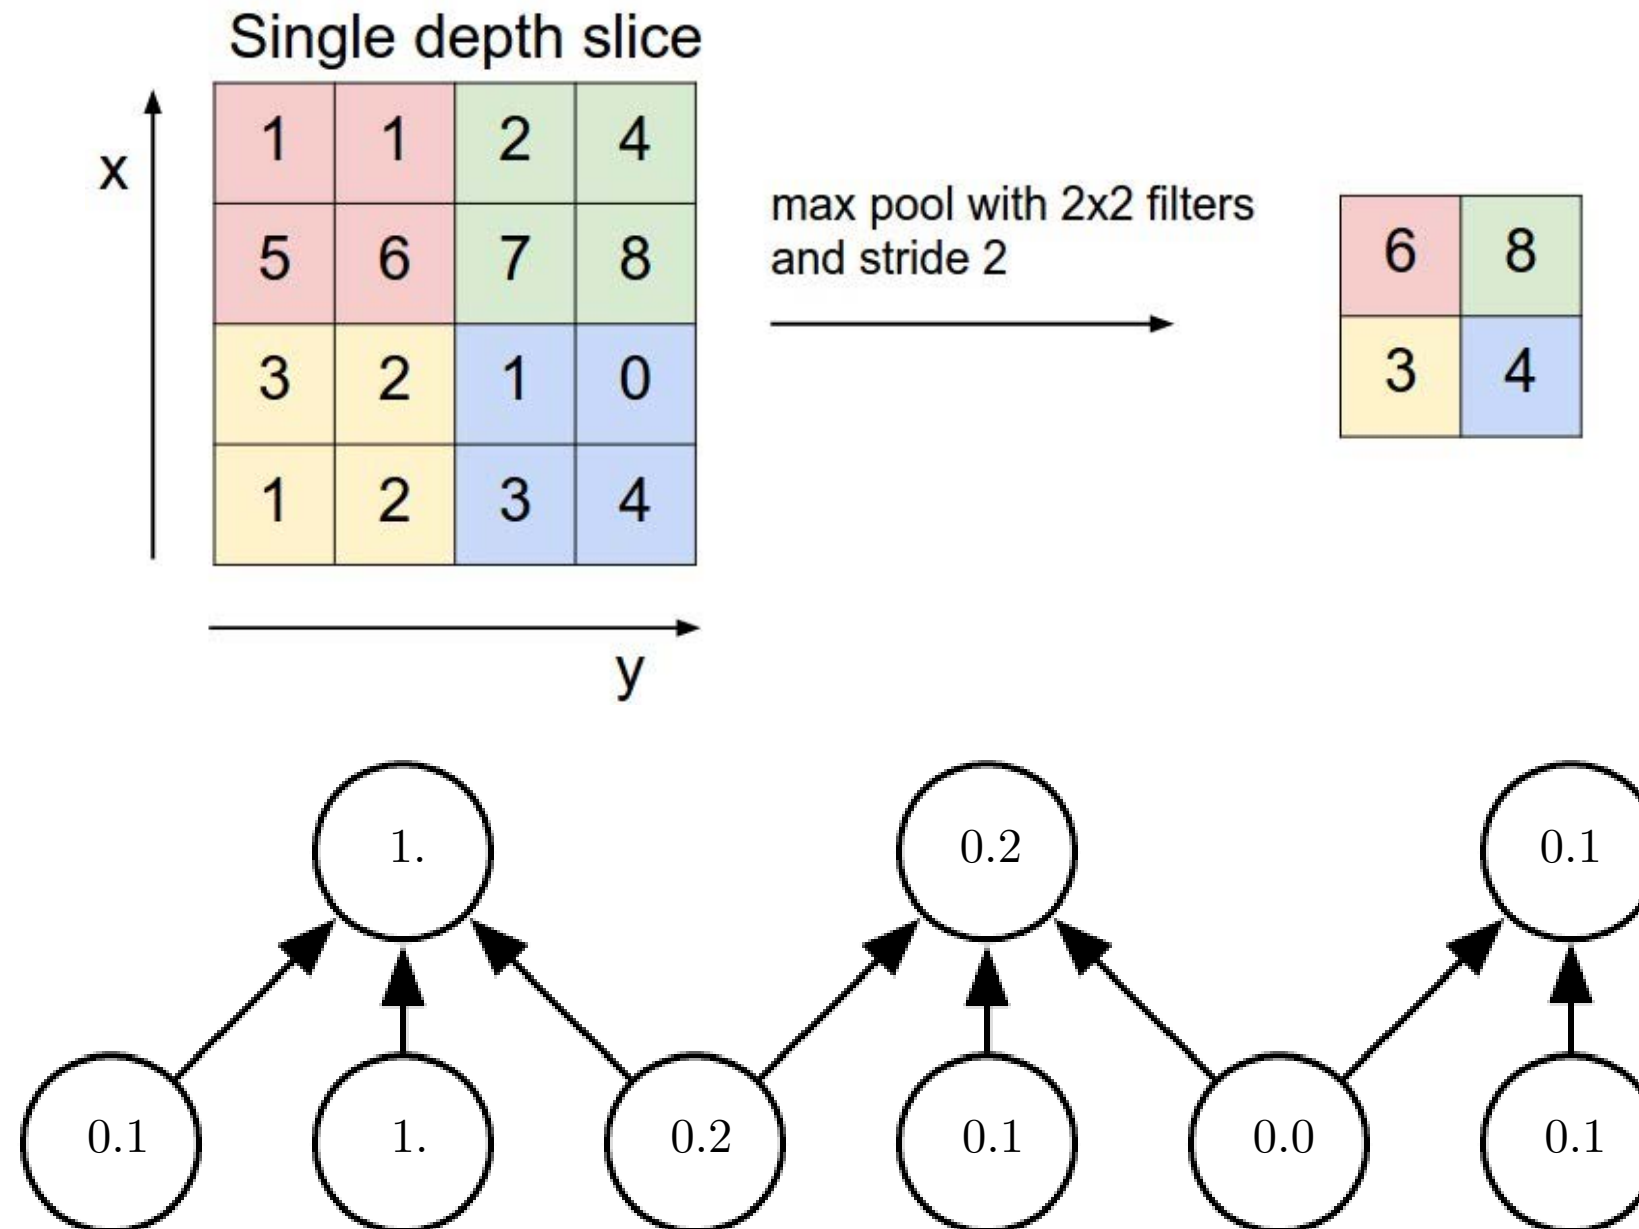 Single depth slice
x
1 1 2 4
5 6 7 8
3 2 1 0
1 2 3 4
y
max pool with 2x2 filters
and stride 2
6 8
3 4
1. 0.2 0.1
0.1 1. 0.2 0.1 0.0 0.1